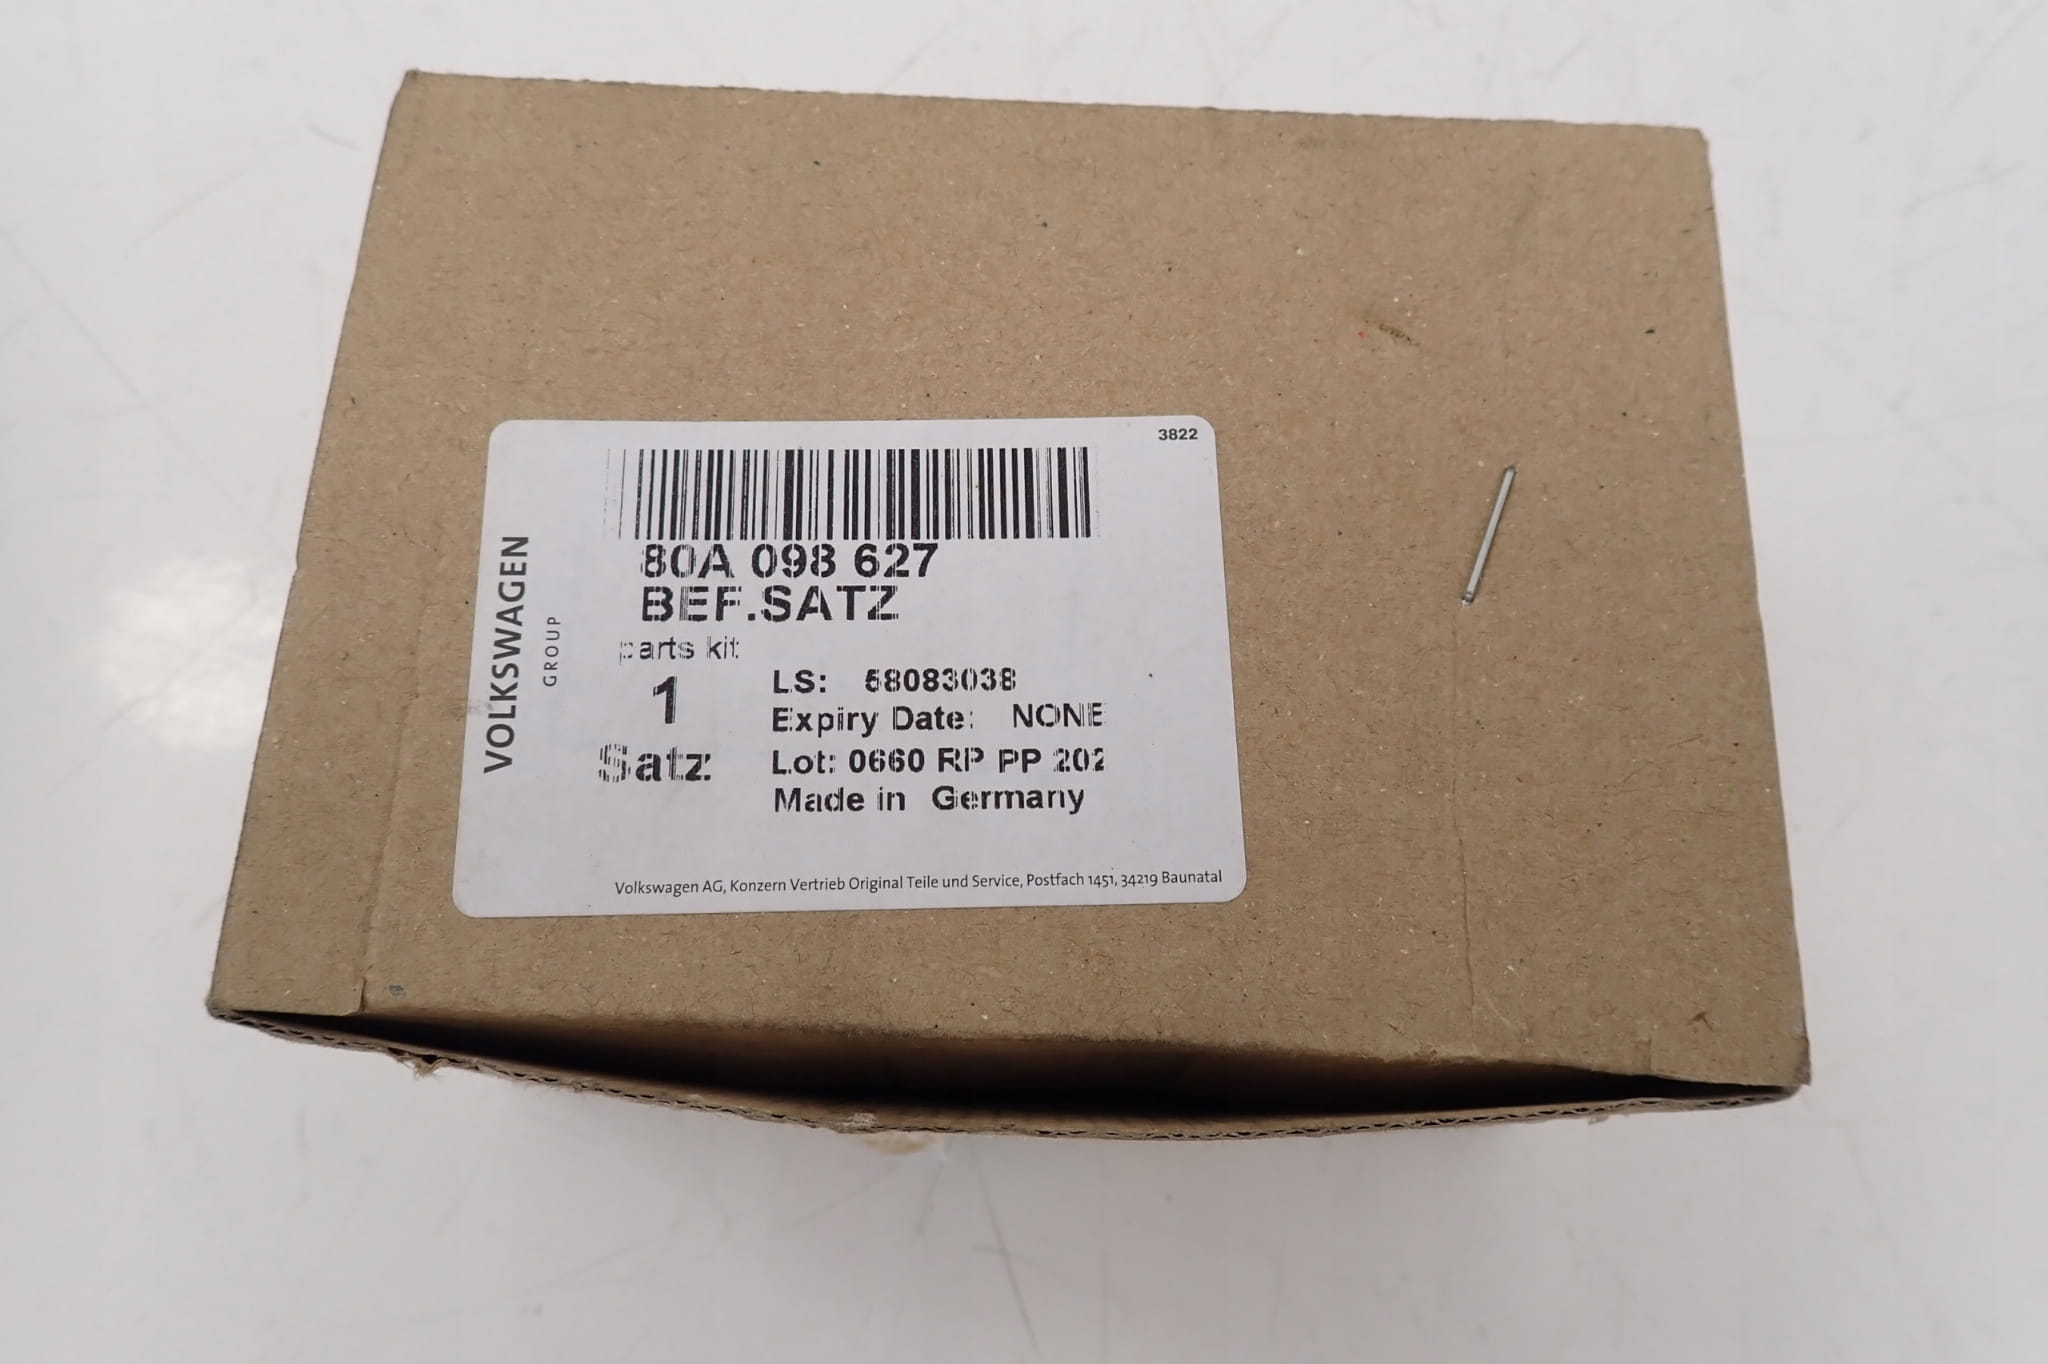 3822
80A 098 627
BEF.SATZ
parts kit
1
Satz
LS: 58083038
Expiry Date: NONE
Lot: 0660 RP PP 202
Made in Germany
VOLKSWAGEN
GROUP
Volkswagen AG, Konzern Vertrieb Original Teile und Service, Postfach 1451, 34219 Baunatal